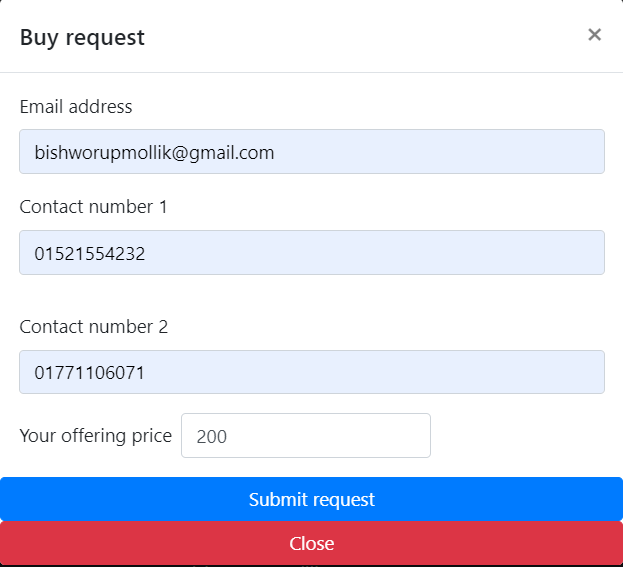 Buy request ×
Email address
bishworupmollik@gmail.com
Contact number 1
01521554232
Contact number 2
01771106071
Your offering price 200
Submit request
Close